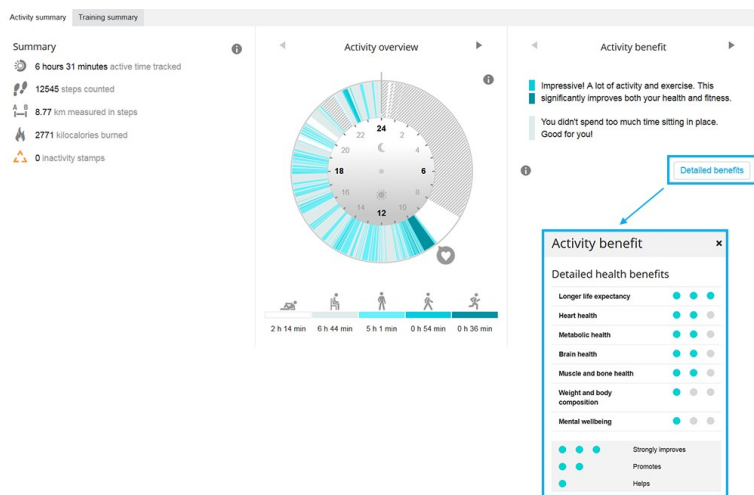 Activity summary
Training summary
Summary
6 hours 31 minutes active time tracked
12545 steps counted
A B
8.77 km measured in steps
2771 kilocalories burned
0 inactivity stamps
Activity overview
24
22 2
20 4
18 6
16 8
14 10
12
2 h 14 min
6 h 44 min
5 h 1 min
0 h 54 min
0 h 36 min
Activity benefit
Impressive! A lot of activity and exercise. This
significantly improves both your health and fitness.
You didn't spend too much time sitting in place.
Good for you!
Detailed benefits
Activity benefit
×
Detailed health benefits
Longer life expectancy
Heart health
Metabolic health
Brain health
Muscle and bone health
Weight and body
composition
Mental wellbeing
Strongly improves
Promotes
Helps